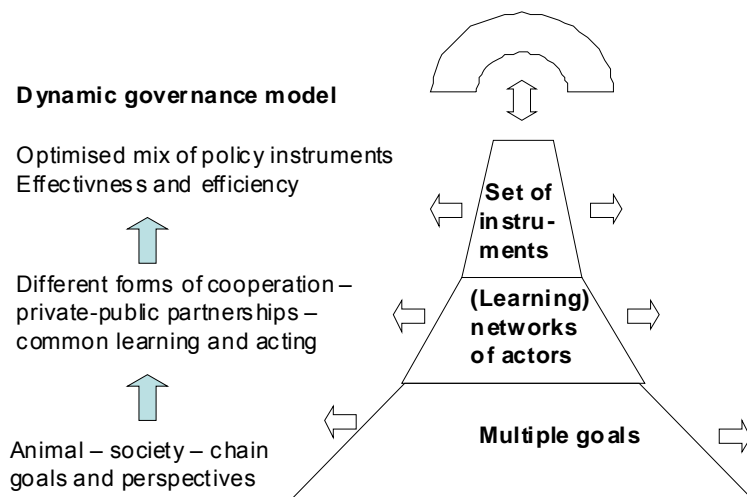 Dynamic governance model
Optimised mix of policy instruments
Effectivness and efficiency
Different forms of cooperation –
private-public partnerships –
common learning and acting
Animal – society – chain
goals and perspectives
Set of
instru-
ments
(Learning)
networks
of actors
Multiple goals